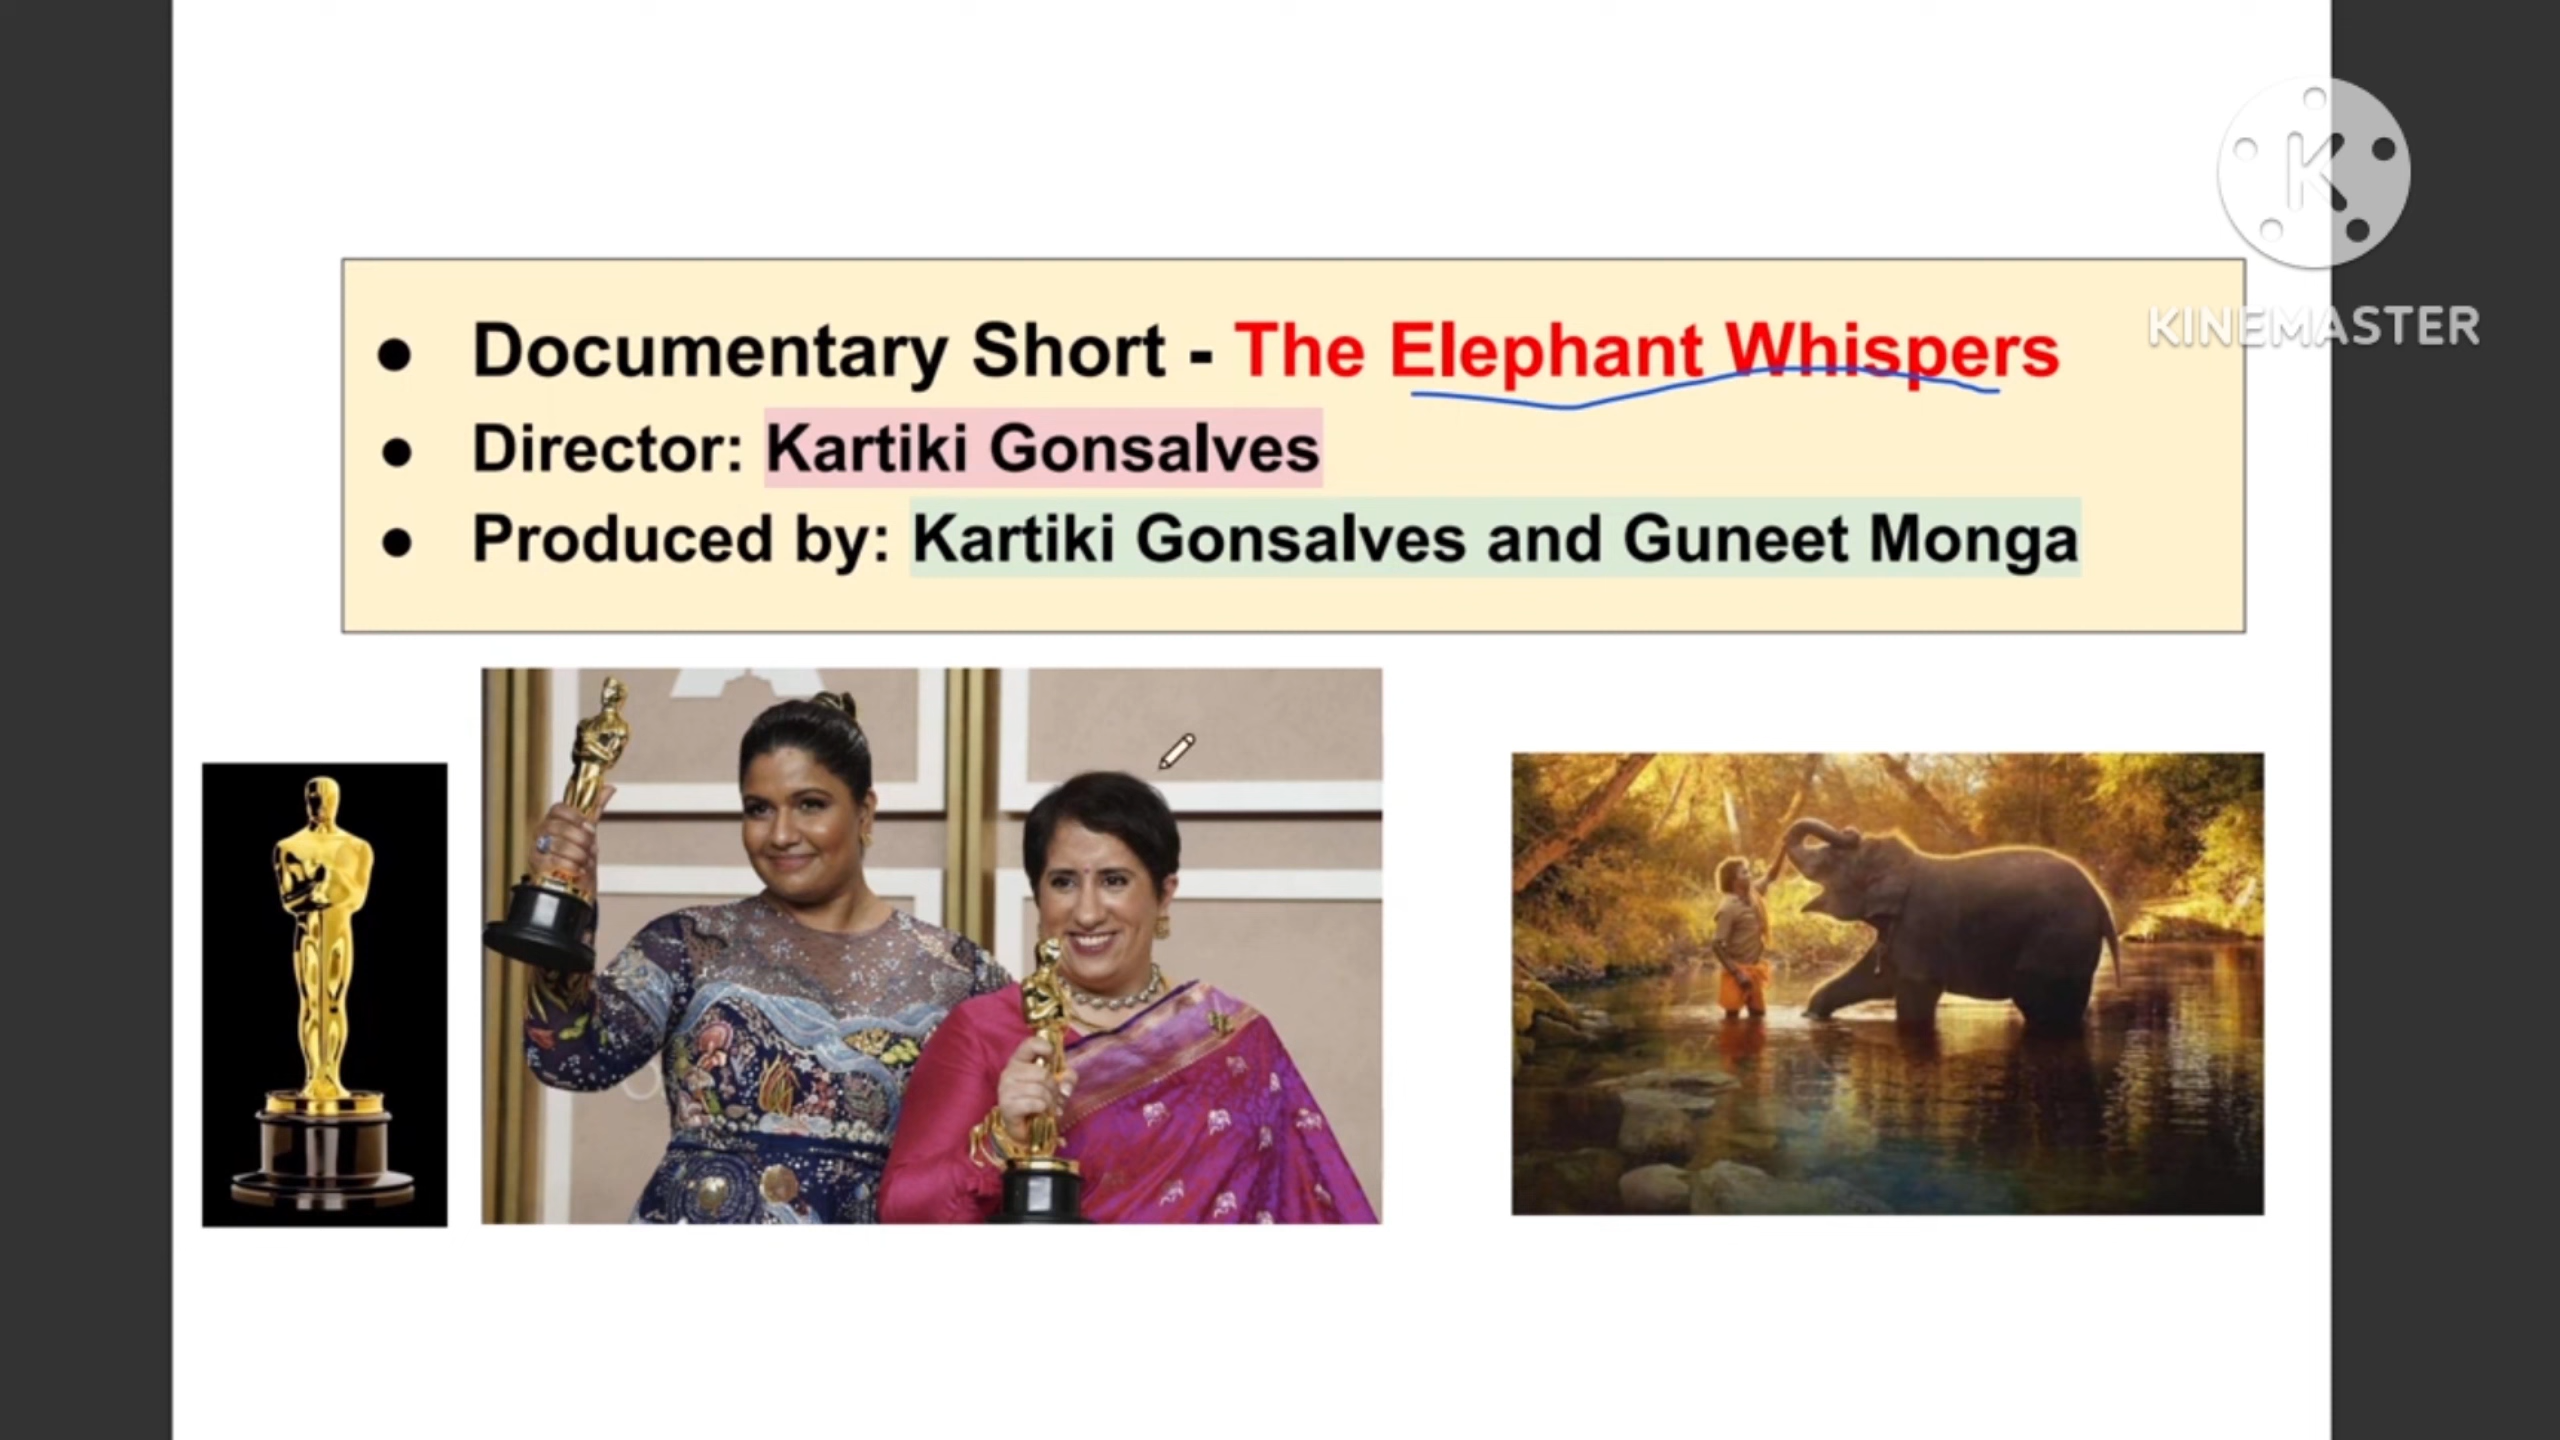 ● Documentary Short - The Elephant Whispers
● Director: Kartiki Gonsalves
● Produced by: Kartiki Gonsalves and Guneet Monga
K
KINEMASTER